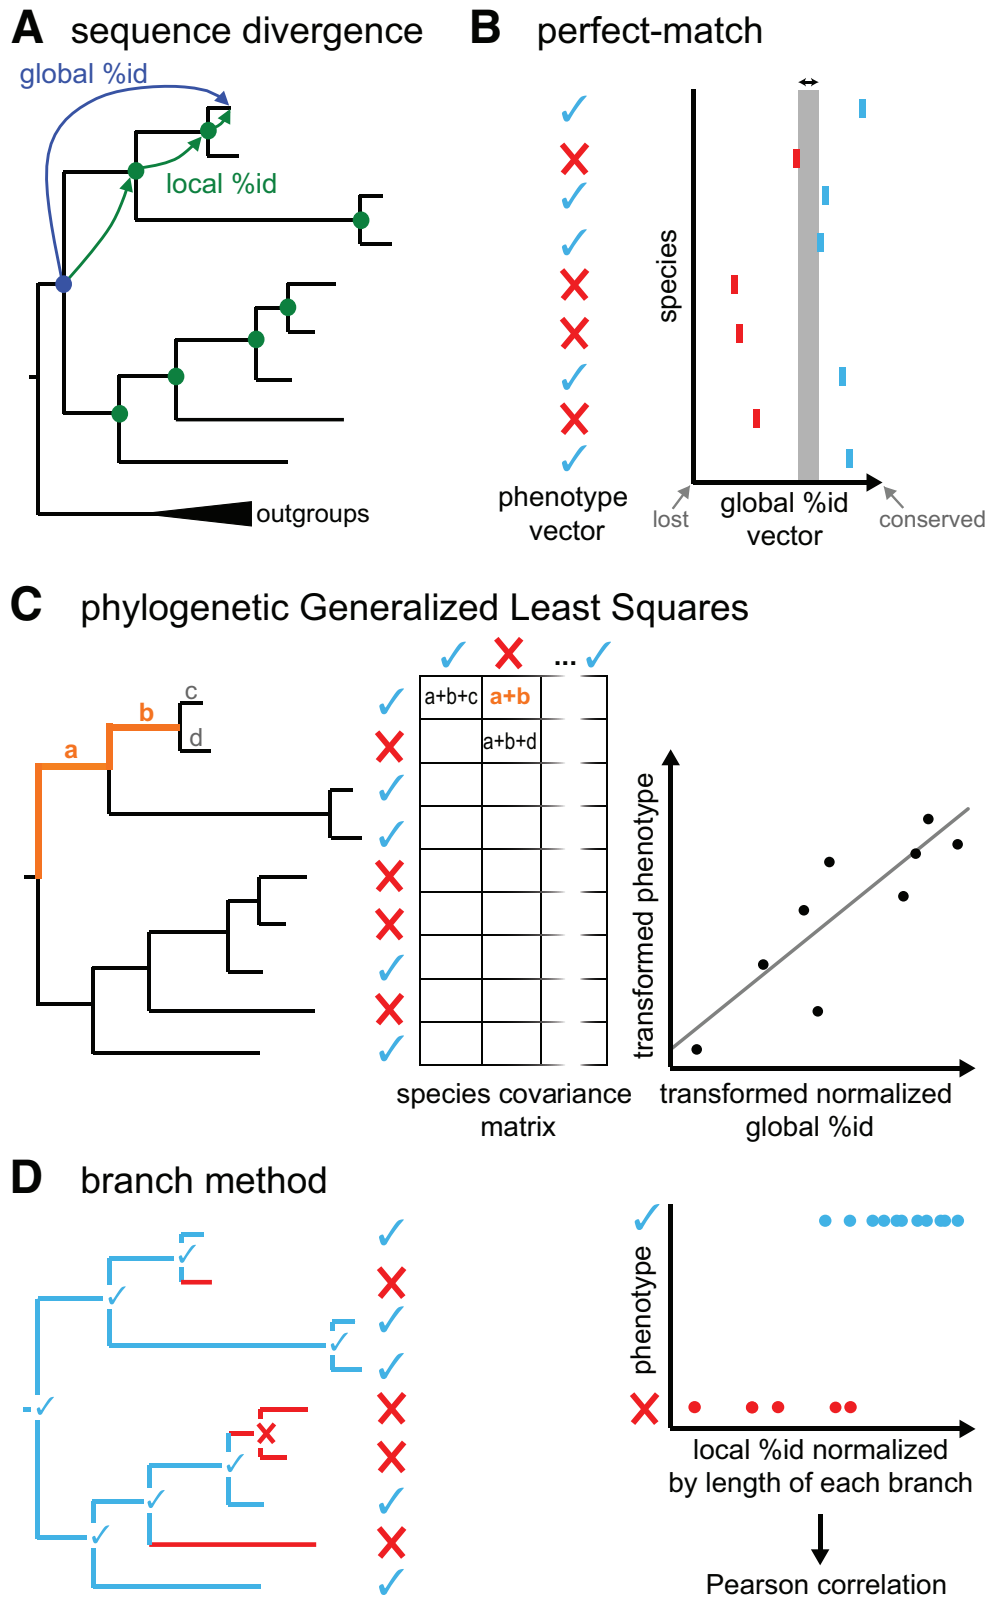 A sequence divergence
global %id
local %id
outgroups
B perfect-match
species
phenotype
vector
lost
global %id
vector
conserved
C phylogenetic Generalized Least Squares
a
b
c
d
...
a+b+c
a+b
a+b+d
species covariance
matrix
transformed phenotype
transformed normalized
global %id
D branch method
phenotype
local %id normalized
by length of each branch
Pearson correlation